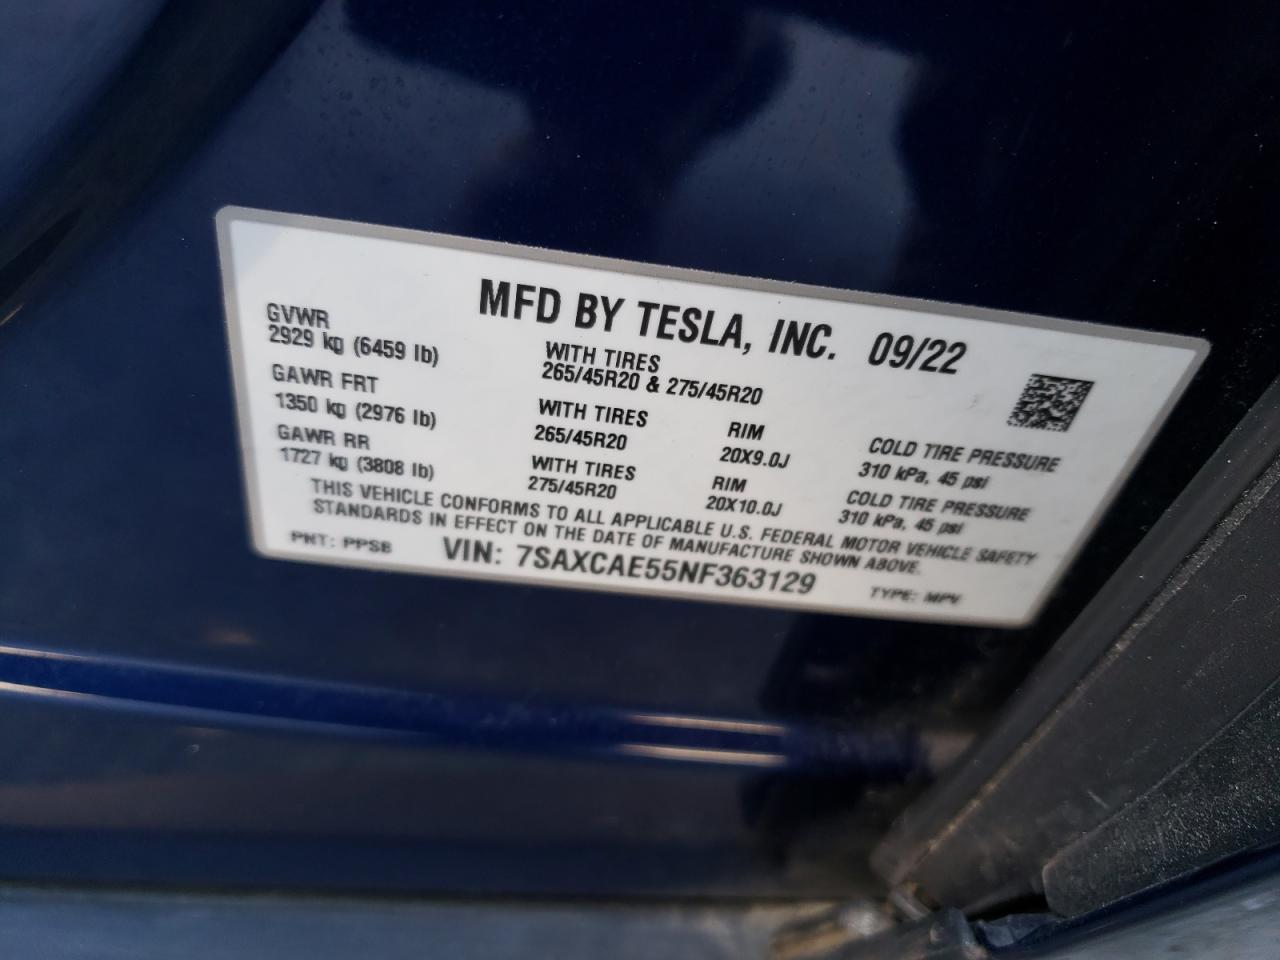 MFD BY TESLA, INC. 09/22
GVWR
2929 kg (6459 lb)
WITH TIRES
265/45R20 & 275/45R20
GAWR FRT
1350 kg (2976 lb)
WITH TIRES
265/45R20
RIM
20X9.0J
COLD TIRE PRESSURE
310 kPa, 45 psi
GAWR RR
1727 kg (3808 lb)
WITH TIRES
275/45R20
RIM
20X10.0J
COLD TIRE PRESSURE
310 kPa, 45 psi
THIS VEHICLE CONFORMS TO ALL APPLICABLE U.S. FEDERAL MOTOR VEHICLE SAFETY
STANDARDS IN EFFECT ON THE DATE OF MANUFACTURE SHOWN ABOVE.
PNT: PPSB VIN: 7SAXCAE55NF363129 TYPE: MPV